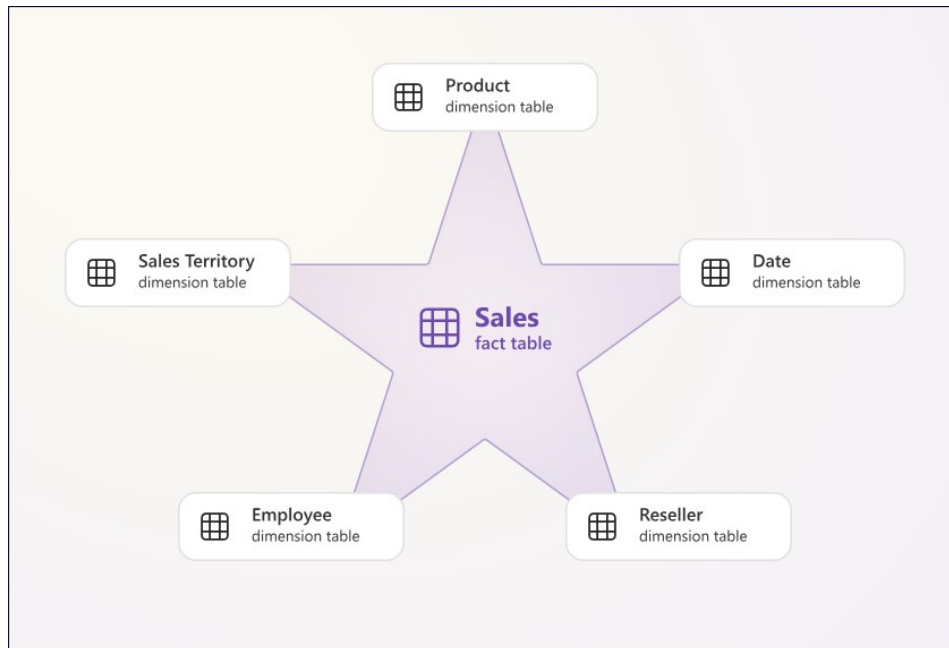 Product
dimension table
Sales Territory
dimension table
Date
dimension table
Sales
fact table
Employee
dimension table
Reseller
dimension table